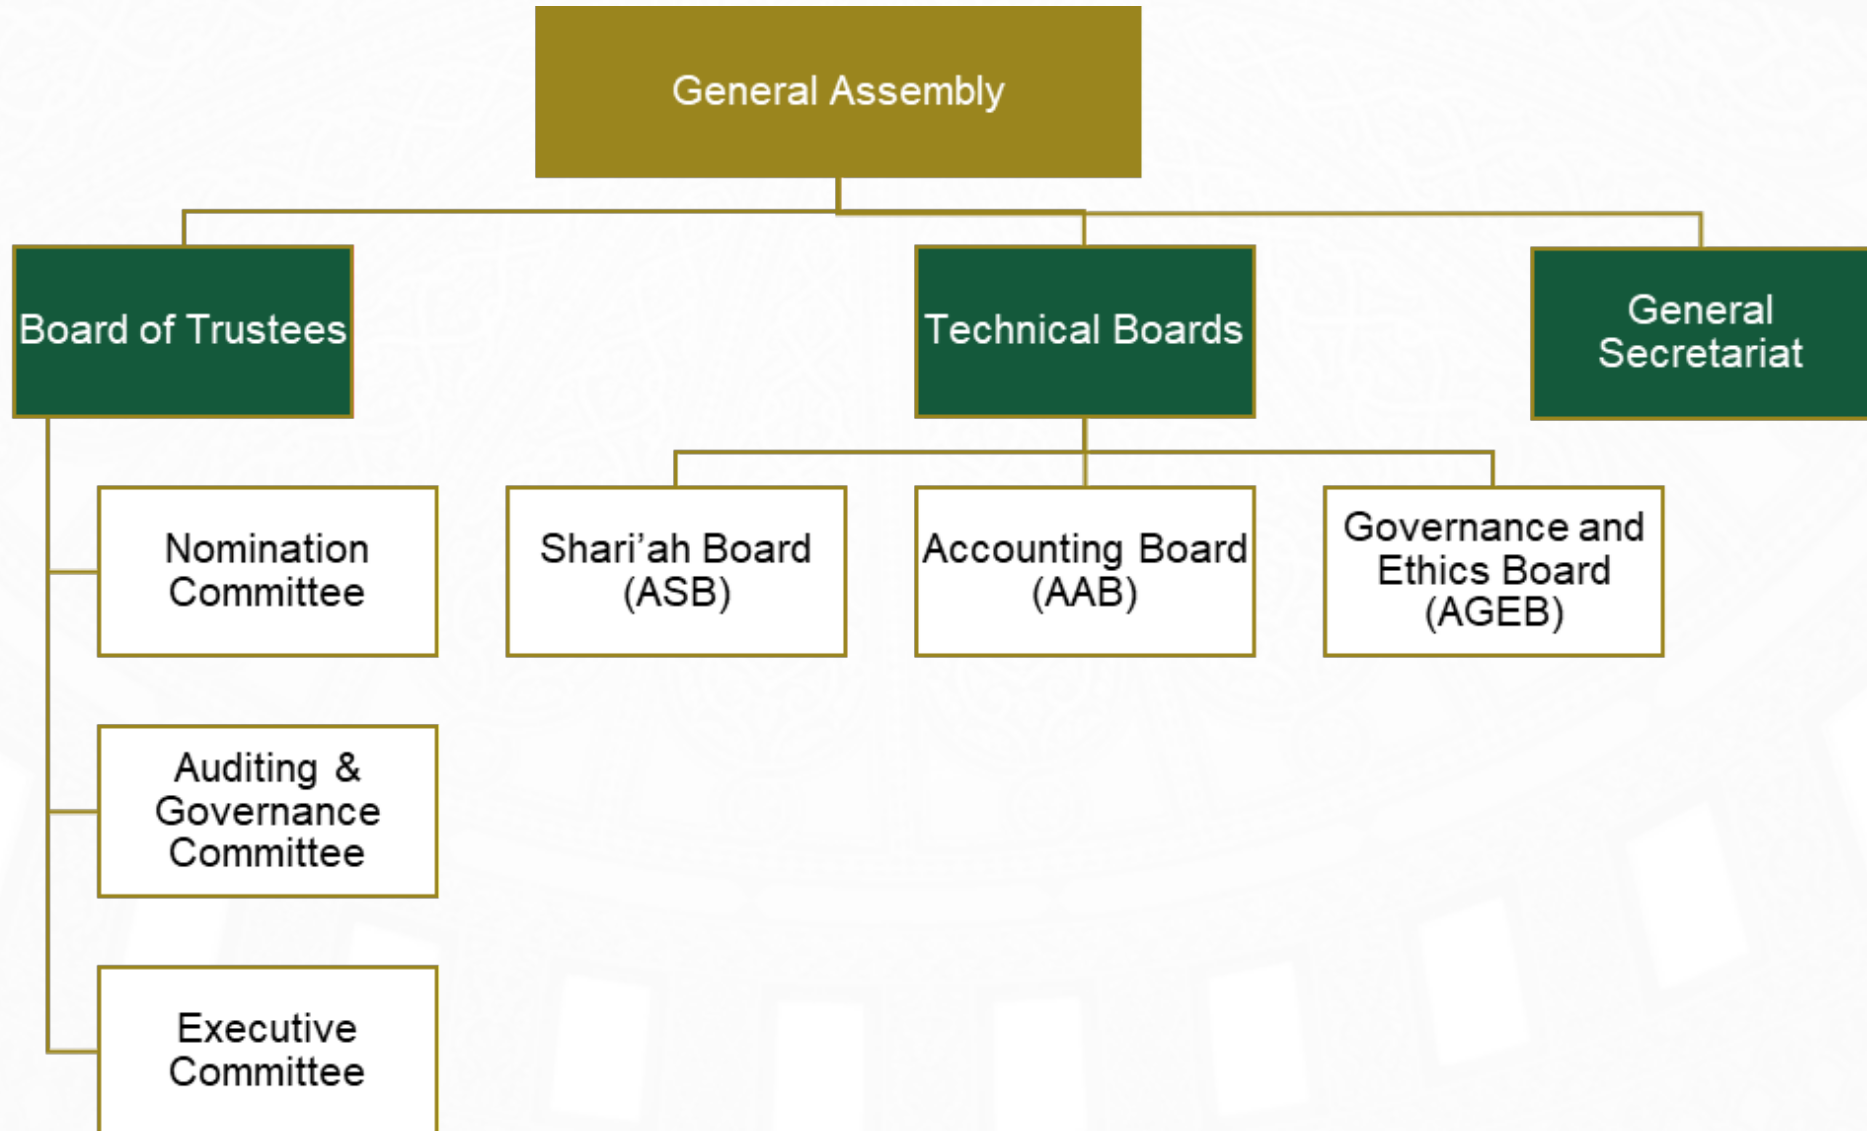 General Assembly
Board of Trustees
Technical Boards
General
Secretariat
Nomination
Committee
Shari’ah Board
(ASB)
Accounting Board
(AAB)
Governance and
Ethics Board
(AGEB)
Auditing &
Governance
Committee
Executive
Committee